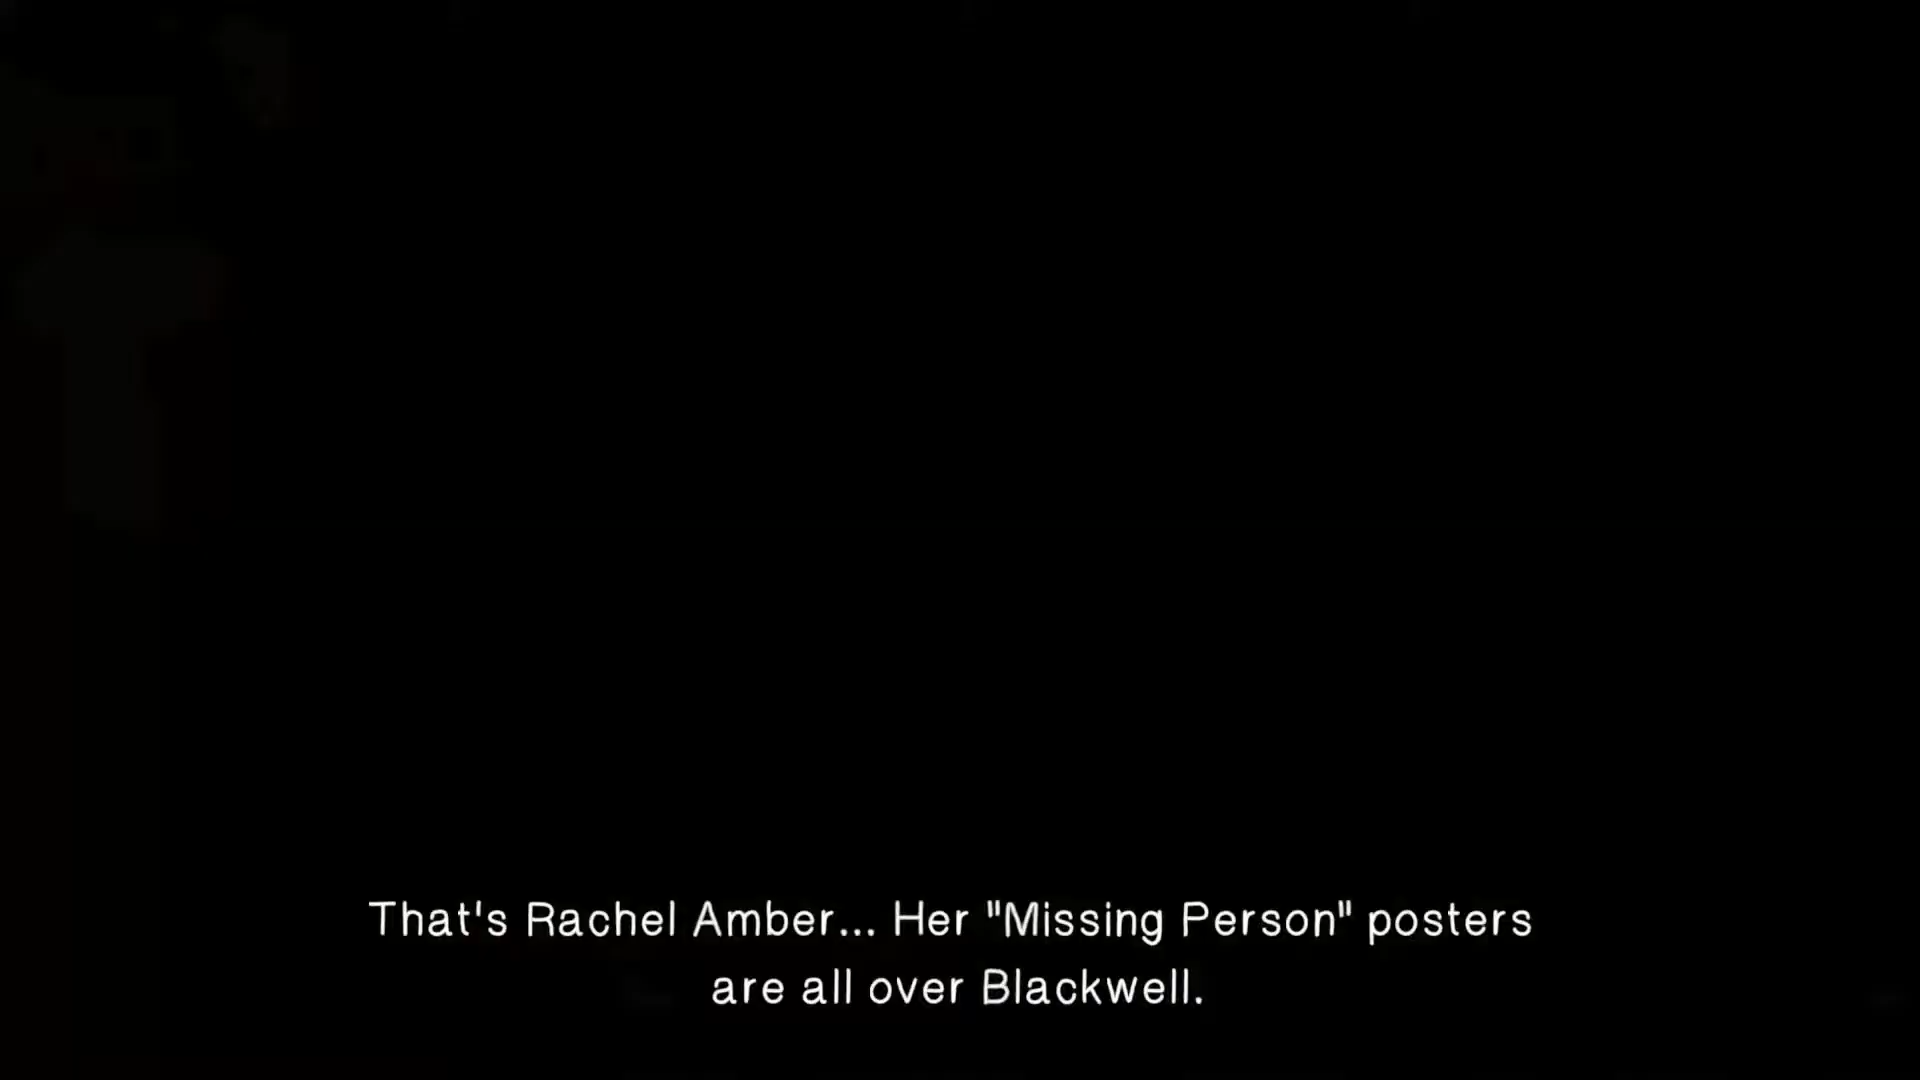 That's Rachel Amber... Her "Missing Person" posters
are all over Blackwell.